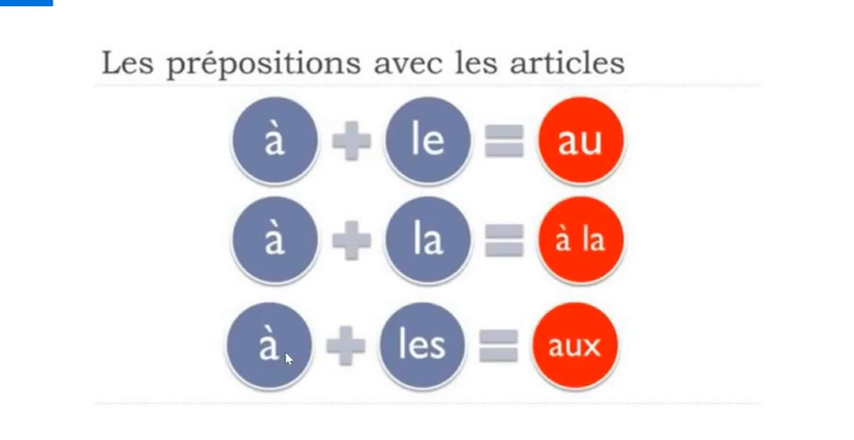 Les prépositions avec les articles
à + le = au
à + la = à la
à + les = aux